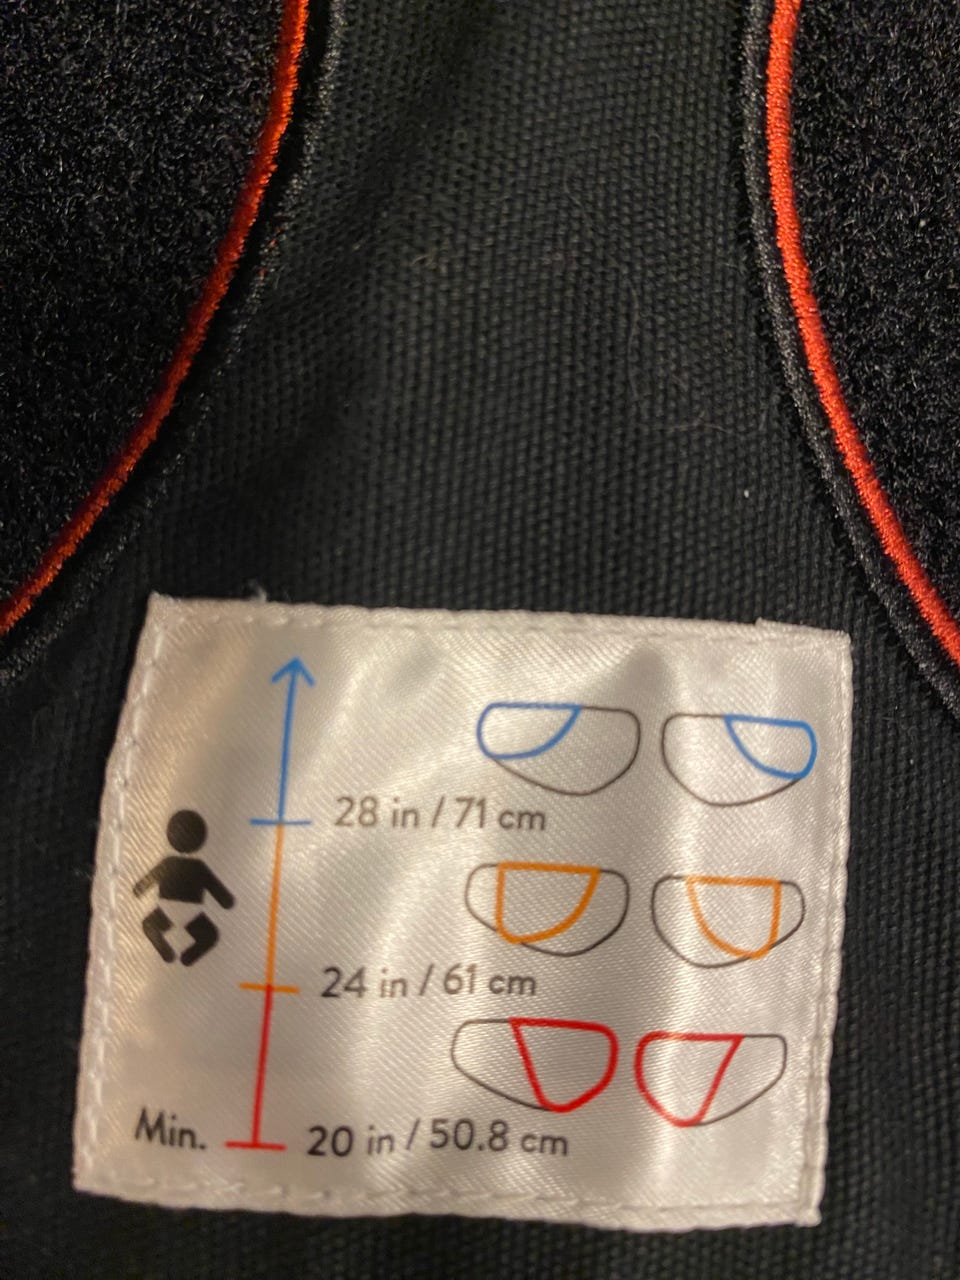 28 in / 71 cm
24 in / 61 cm
Min. 20 in / 50.8 cm